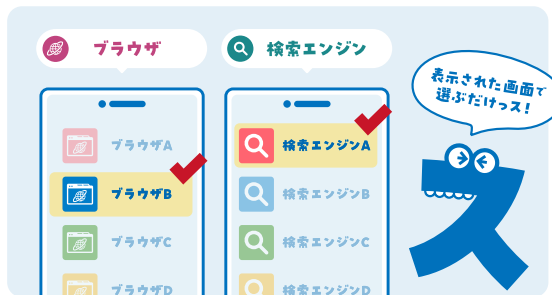 ブラウザ
検索エンジン
表示された画面で
選ぶだけっス！
ブラウザA
ブラウザB
ブラウザC
ブラウザD
検索エンジンA
検索エンジンB
検索エンジンC
検索エンジンD
ス